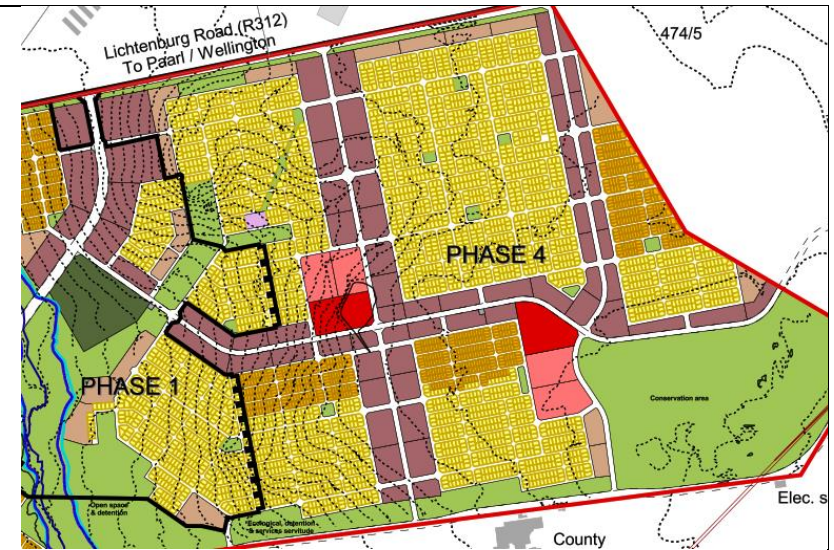 Lichtenburg Road (R312)
To Paarl / Wellington
474/5
PHASE 4
PHASE 1
Conservation area
Open space
& detention
Ecological, detention
& services servitude
Elec. s
County